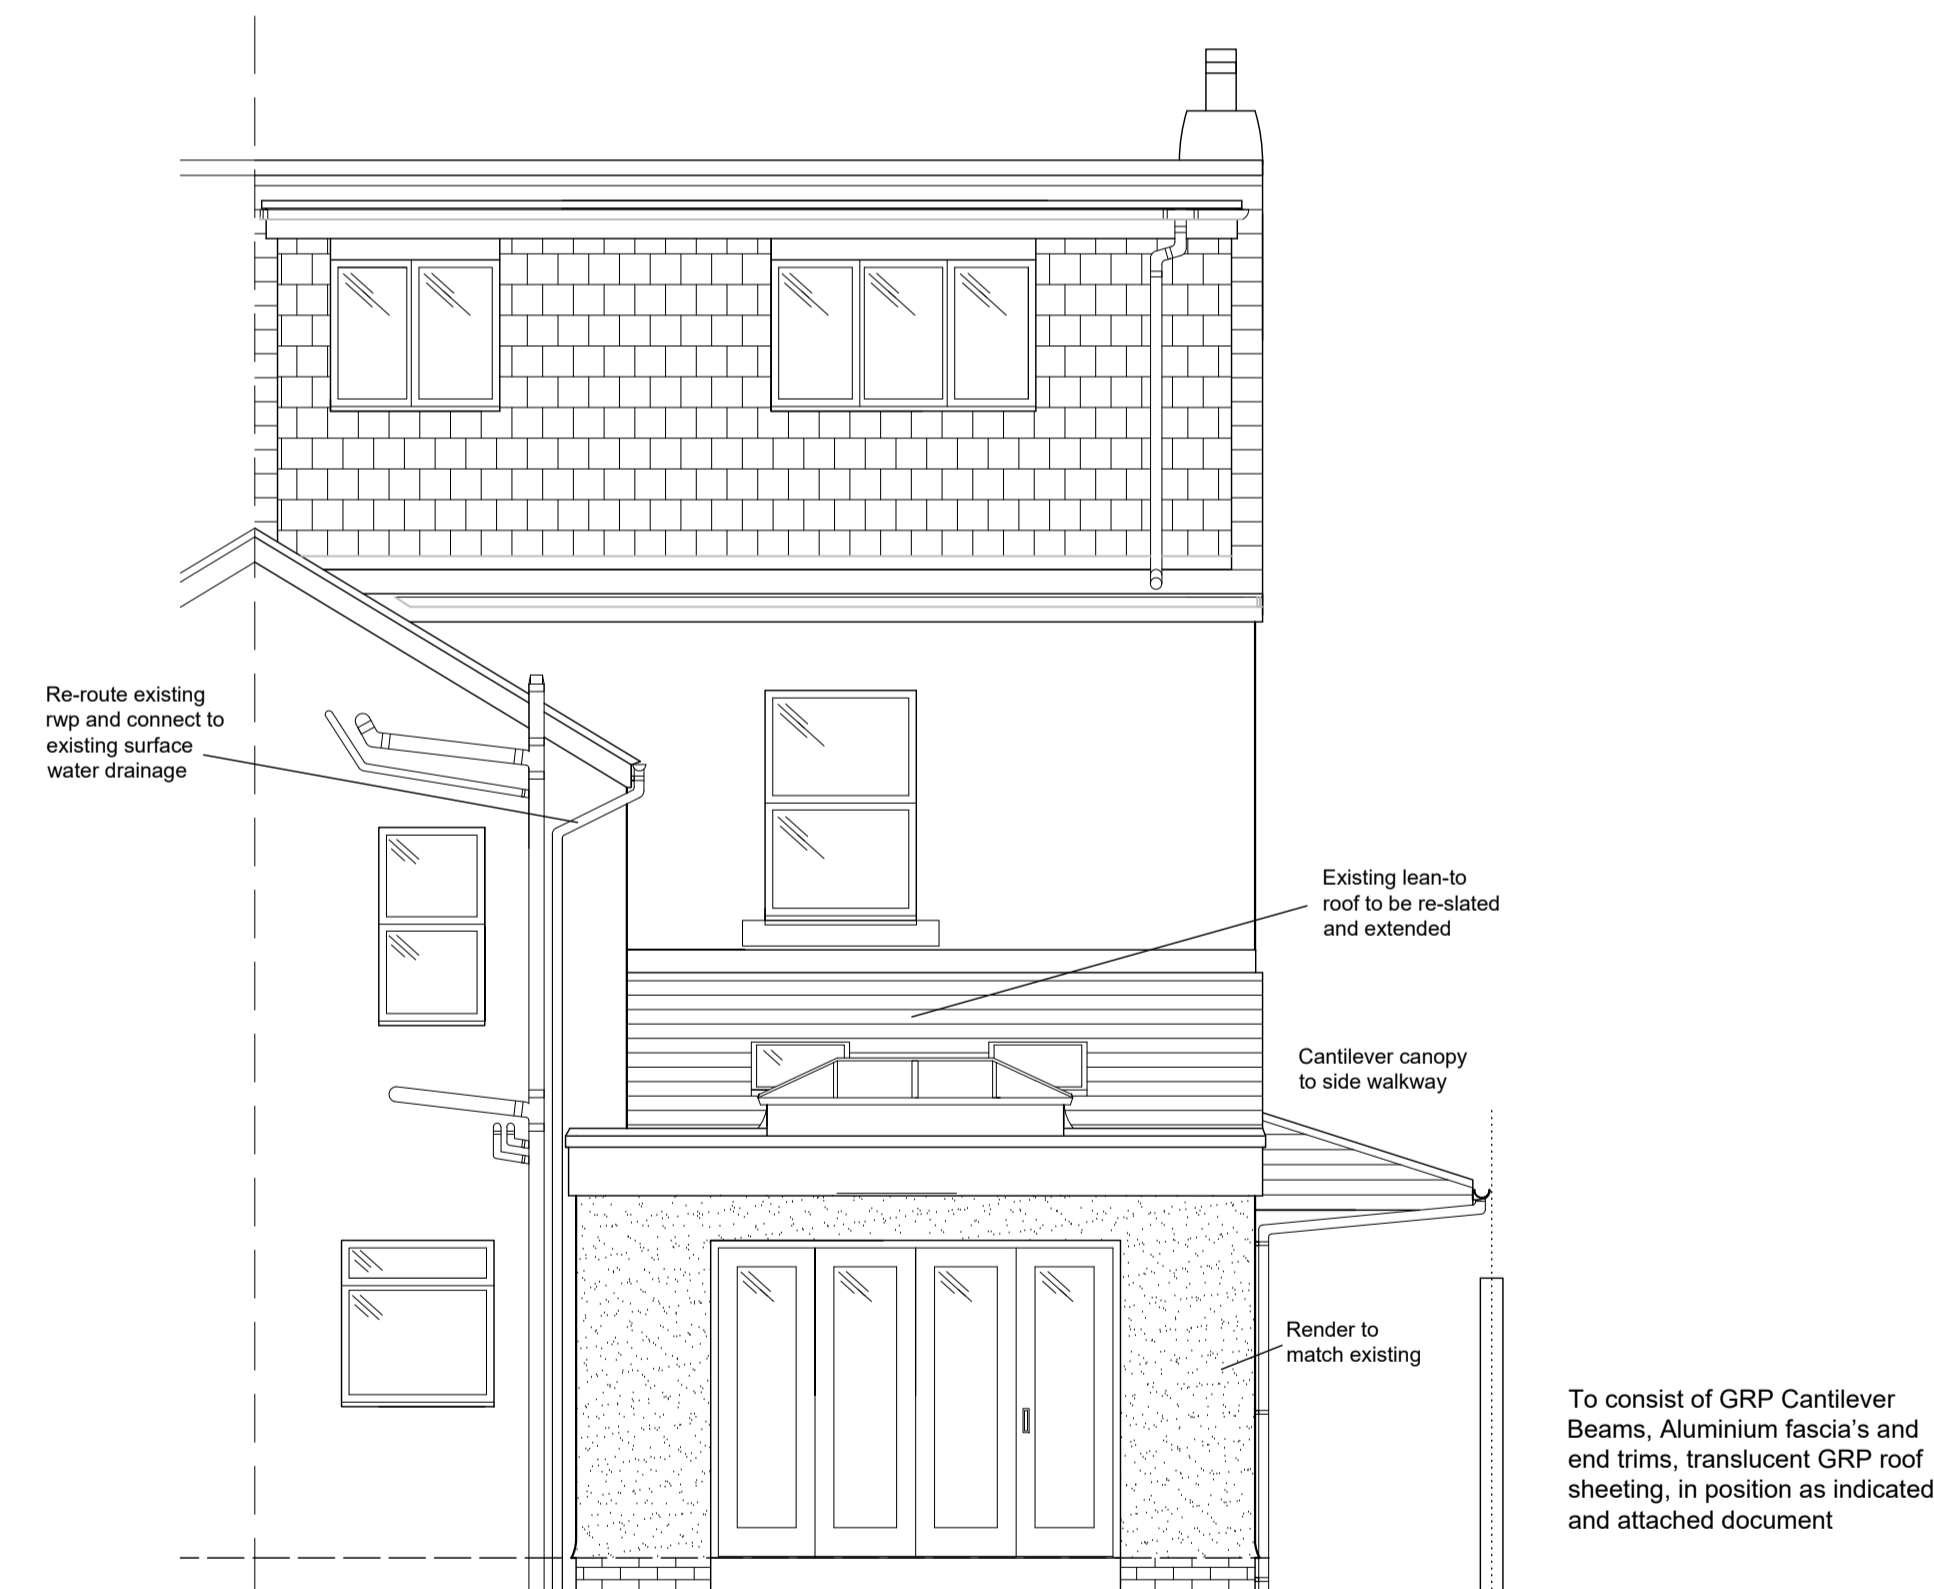 Re-route existing
rwp and connect to
existing surface
water drainage
Existing lean-to
roof to be re-slated
and extended
Cantilever canopy
to side walkway
Render to
match existing
To consist of GRP Cantilever
Beams, Aluminium fascia’s and
end trims, translucent GRP roof
sheeting, in position as indicated
and attached document